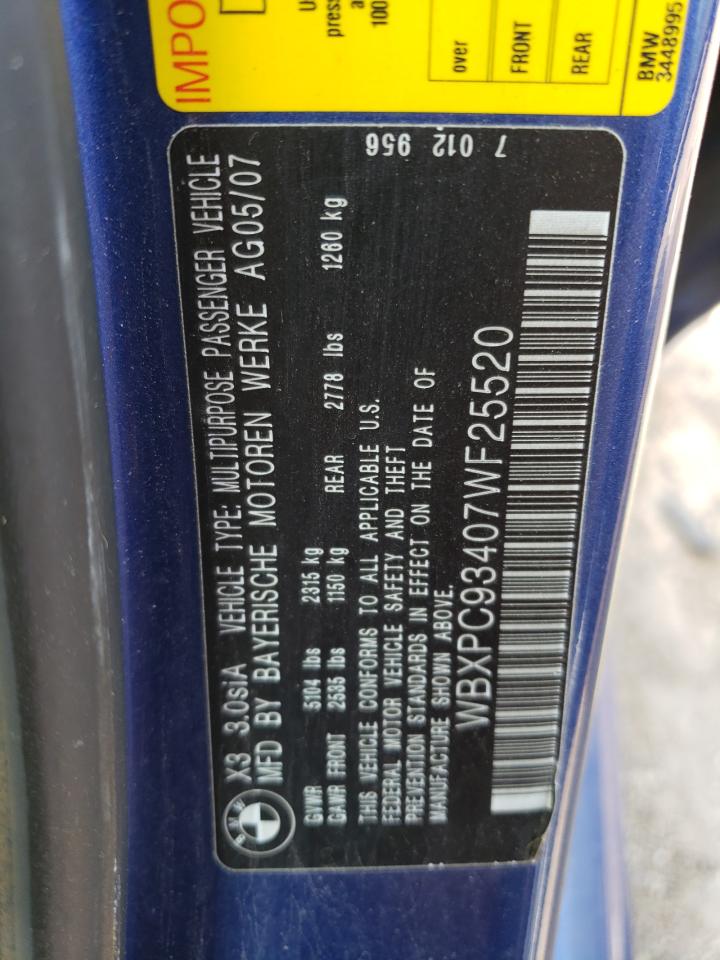 IMPO
over
FRONT
REAR
BMW
3448995
7 012 956
BMW
X3 3.0SiA VEHICLE TYPE: MULTIPURPOSE PASSENGER VEHICLE
MFD BY BAYERISCHE MOTOREN WERKE AG05/07
GVWR 5104 lbs 2315 kg
GAWR FRONT 2535 lbs 1150 kg REAR 2778 lbs 1260 kg
THIS VEHICLE CONFORMS TO ALL APPLICABLE U.S.
FEDERAL MOTOR VEHICLE SAFETY AND THEFT
PREVENTION STANDARDS IN EFFECT ON THE DATE OF
MANUFACTURE SHOWN ABOVE.
WBXPC93407WF25520